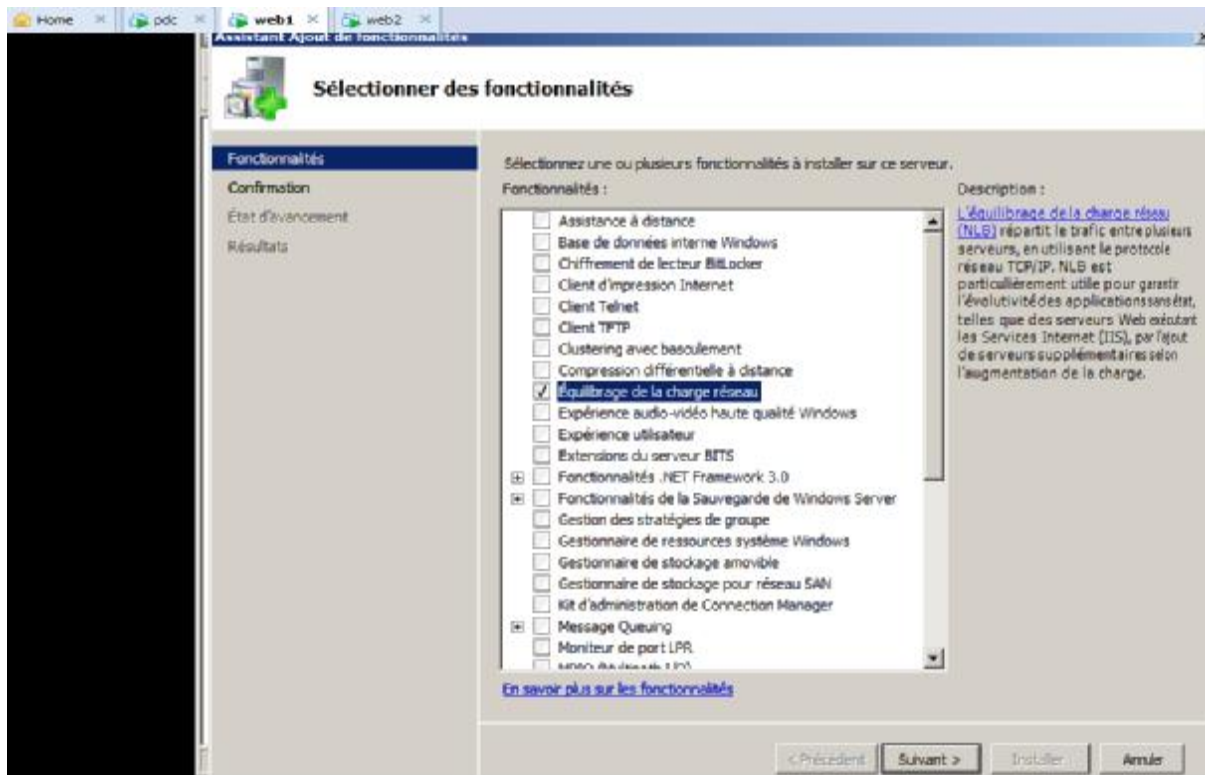 Home
pdc
web1
web2
Assistant Ajout de fonctionnalités
Sélectionner des fonctionnalités
Fonctionnalités
Confirmation
État d'avancement
Résultats
Sélectionnez une ou plusieurs fonctionnalités à installer sur ce serveur.
Fonctionnalités :
Assistance à distance
Base de données interne Windows
Chiffrement de lecteur BitLocker
Client d'impression Internet
Client Telnet
Client TFTP
Clustering avec basculement
Compression différentielle à distance
Équilibrage de la charge réseau
Expérience audio-vidéo haute qualité Windows
Expérience utilisateur
Extensions du serveur BITS
Fonctionnalités .NET Framework 3.0
Fonctionnalités de la Sauvegarde de Windows Server
Gestion des stratégies de groupe
Gestionnaire de ressources système Windows
Gestionnaire de stockage amovible
Gestionnaire de stockage pour réseau SAN
Kit d'administration de Connection Manager
Message Queuing
Moniteur de port LPR
Description :
L'équilibrage de la charge réseau
(NLB) répartit le trafic entre plusieurs
serveurs, en utilisant le protocole
réseau TCP/IP. NLB est
particulièrement utile pour garantir
l'évolutivité des applications sans état,
telles que des serveurs Web exécutant
les Services Internet (IIS), par l'ajout
de serveurs supplémentaires selon
l'augmentation de la charge.
En savoir plus sur les fonctionnalités
< Précédent
Suivant >
Installer
Annuler